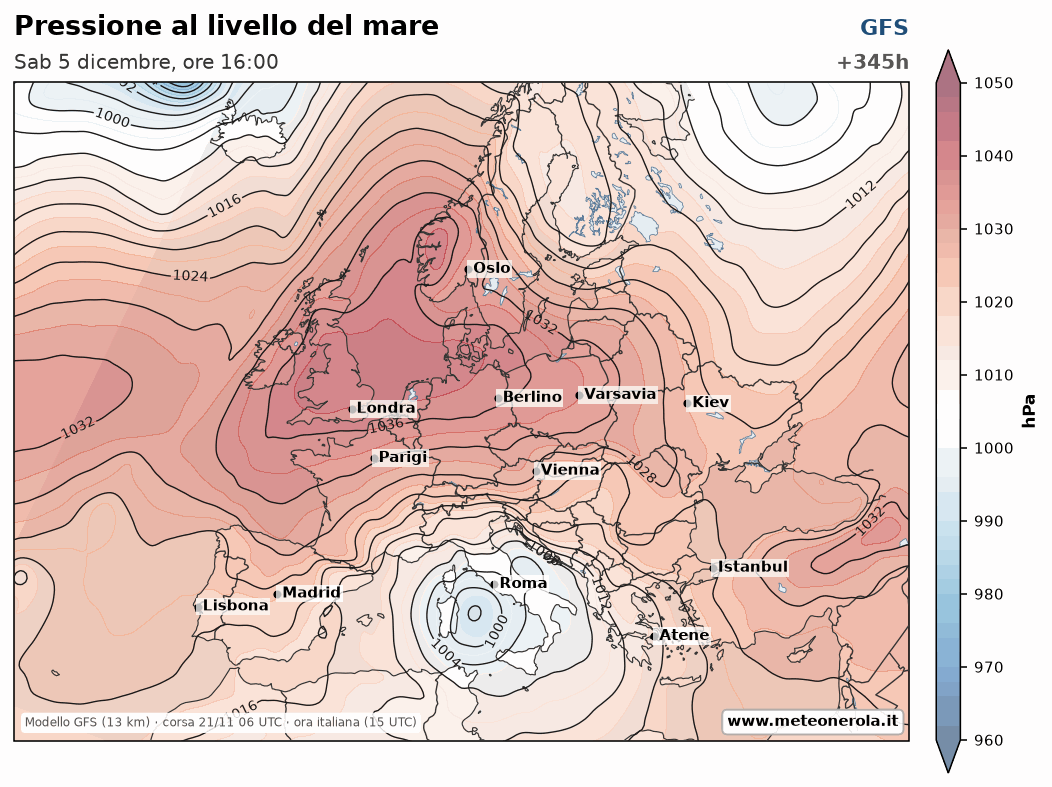 Pressione al livello del mare
GFS
Sab 5 dicembre, ore 16:00
+345h
1000
1016
1012
1024
Oslo
1032
Berlino
Varsavia
Kiev
Londra
1032
1036
Parigi
Vienna
1028
1032
Istanbul
Roma
Madrid
Lisbona
1000
Atene
1004
1016
Modello GFS (13 km) · corsa 21/11 06 UTC · ora italiana (15 UTC)
www.meteonerola.it
1050
1040
1030
1020
1010
1000
990
980
970
960
hPa